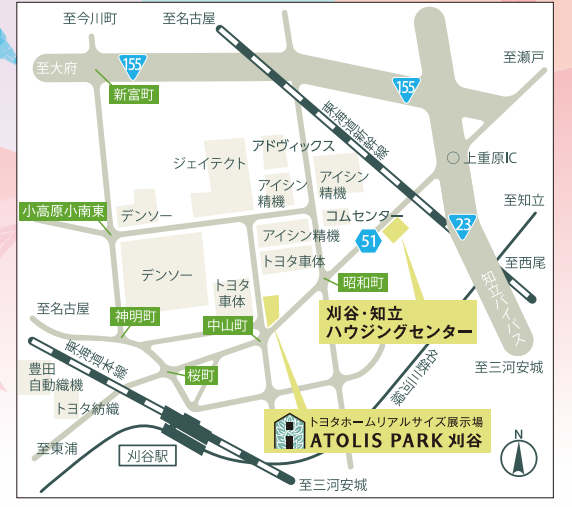 至今川町
至名古屋
至大府
155
新富町
155
至瀬戸
東海道新幹線
アドヴィックス
ジェイテクト
上重原IC
アイシン
精機
アイシン
精機
至知立
小高原小南東
デンソー
コムセンター
23
アイシン精機
51
デンソー
トヨタ車体
至西尾
昭和町
トヨタ
車体
知立バイパス
至名古屋
神明町
中山町
刈谷・知立
ハウジングセンター
東海道本線
名鉄三河線
桜町
至三河安城
豊田
自動織機
トヨタ紡織
トヨタホームリアルサイズ展示場
ATOLIS PARK 刈谷
至東浦
刈谷駅
N
至三河安城